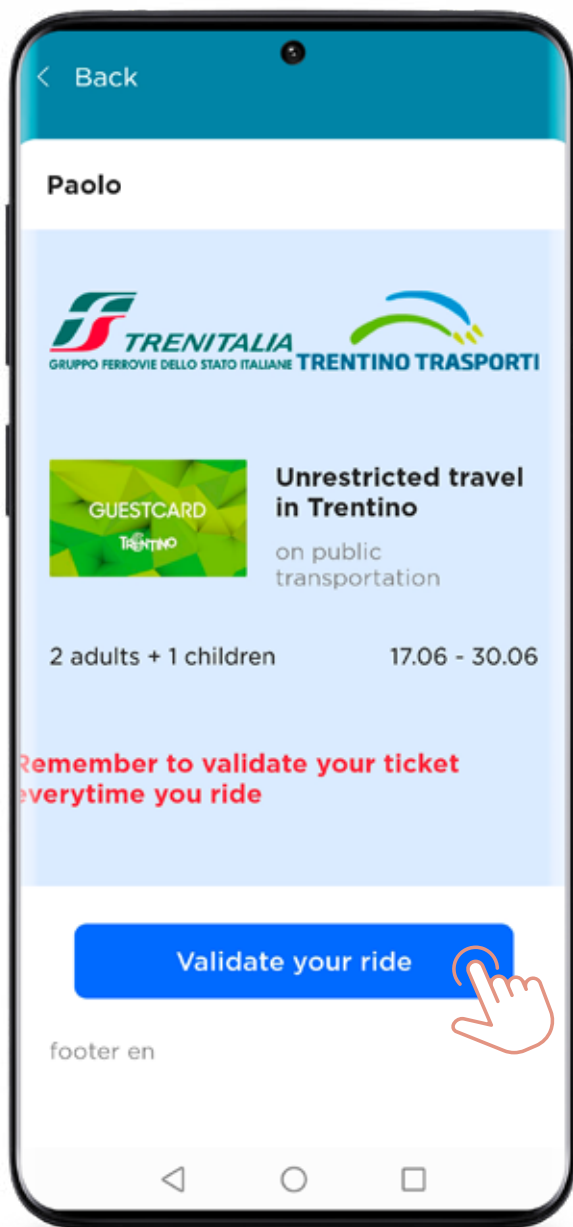 < Back
Paolo
TRENITALIA
GRUPPO FERROVIE DELLO STATO ITALIANE
TRENTINO TRASPORTI
GUESTCARD
TRENTINO
Unrestricted travel
in Trentino
on public
transportation
2 adults + 1 children
17.06 - 30.06
Remember to validate your ticket
everytime you ride
Validate your ride
footer en